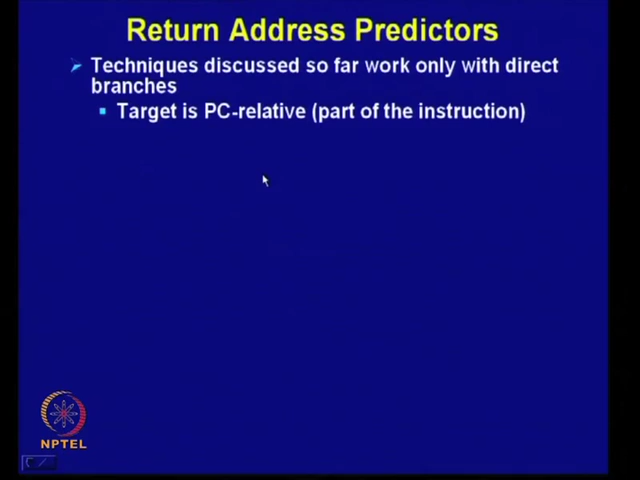 Return Address Predictors
Techniques discussed so far work only with direct
branches
Target is PC-relative (part of the instruction)
NPTEL